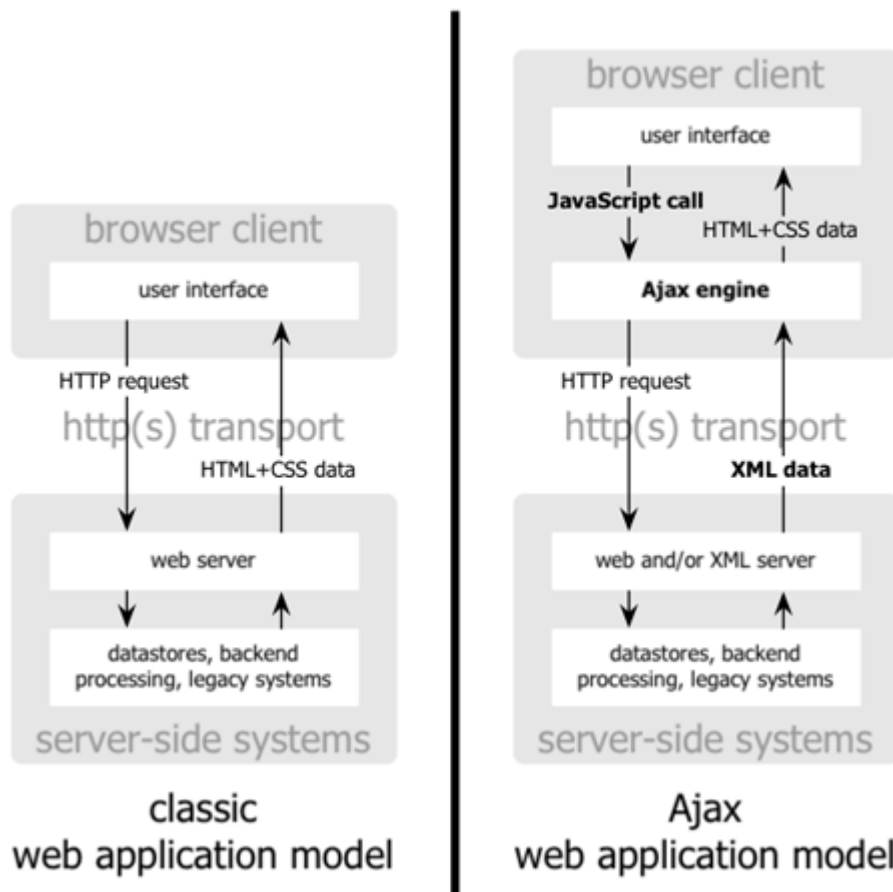 browser client
user interface
HTTP request
http(s) transport
HTML+CSS data
web server
datastores, backend
processing, legacy systems
server-side systems
classic
web application model
browser client
user interface
JavaScript call
HTML+CSS data
Ajax engine
HTTP request
http(s) transport
XML data
web and/or XML server
datastores, backend
processing, legacy systems
server-side systems
Ajax
web application model